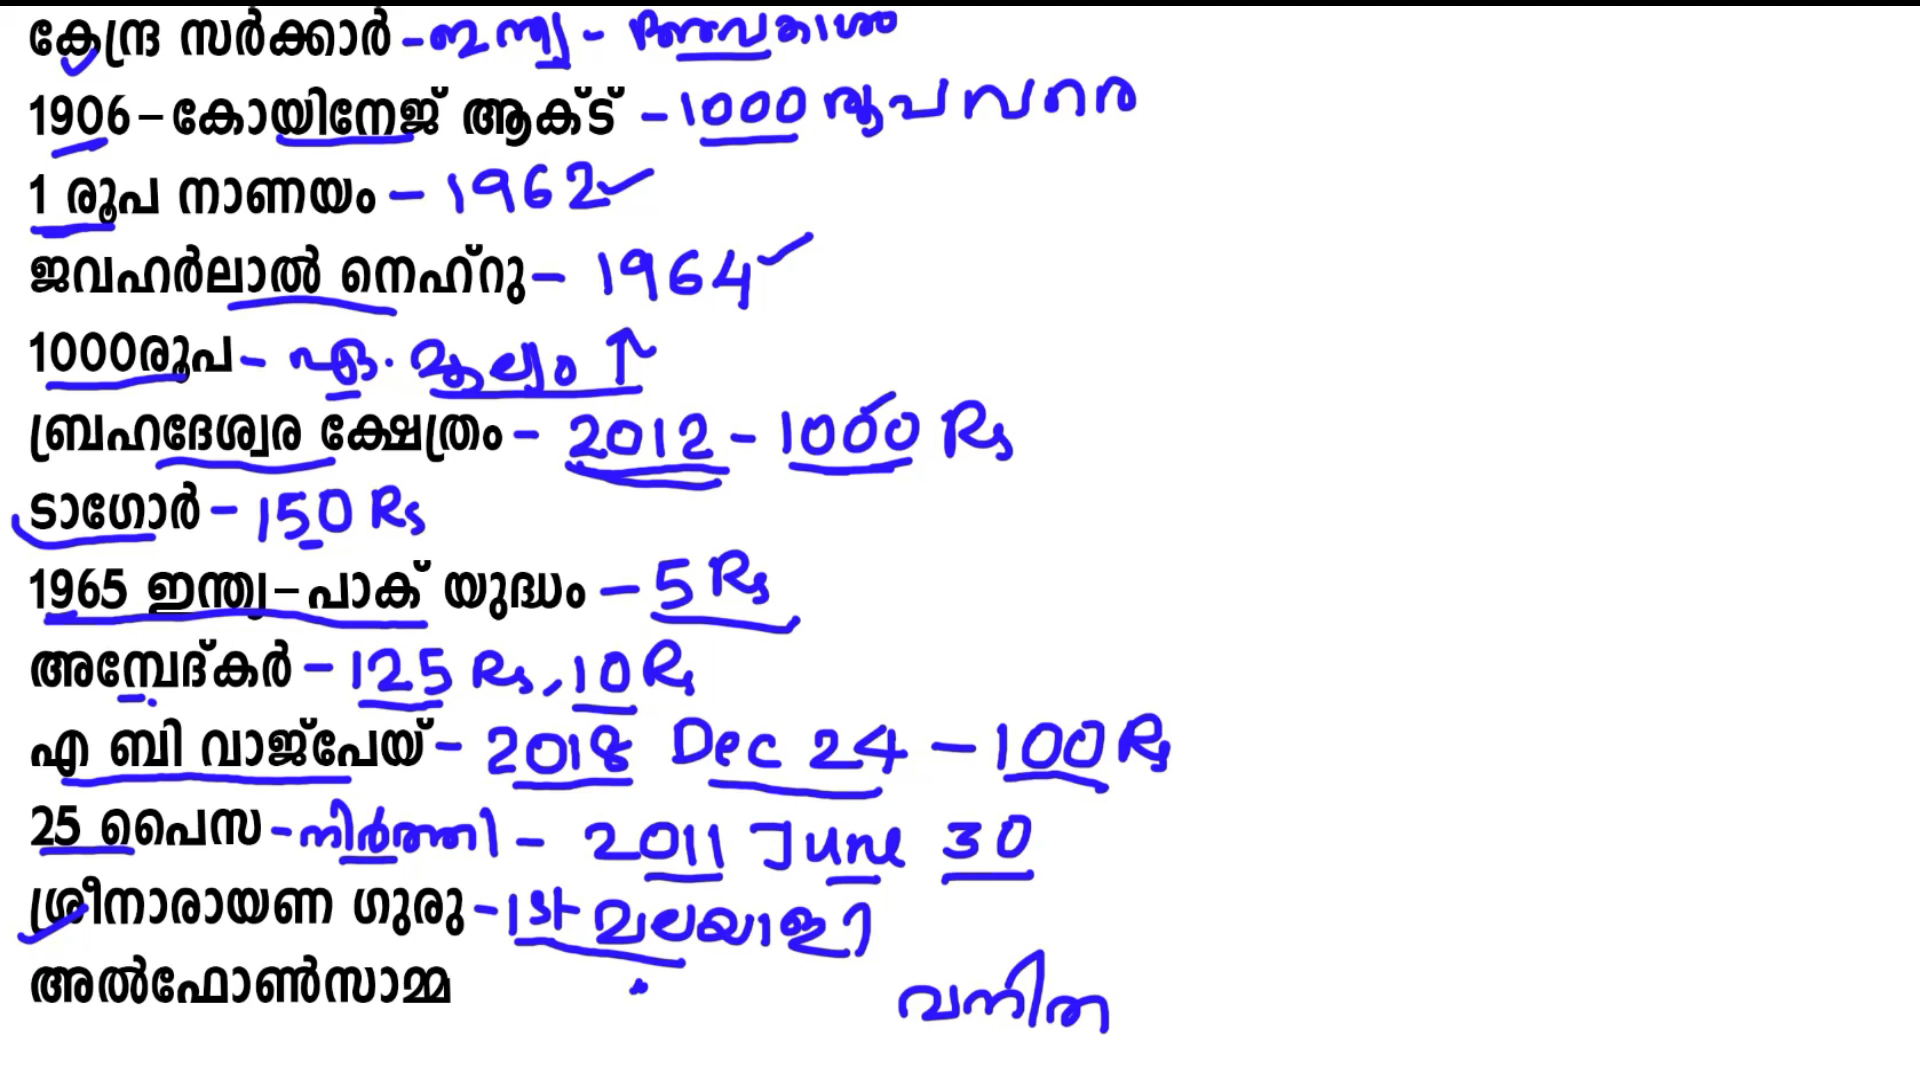 കേന്ദ്ര സർക്കാർ - ഇന്ത്യ - അവകാശം
1906-കോയിനേജ് ആക്ട് - 1000 രൂപ വരെ
1 രൂപ നാണയം - 1962
ജവഹർലാൽ നെഹ്റു - 1964
1000രൂപ - ഏ. മൂല്യം ↑
ബ്രഹദേശ്വര ക്ഷേത്രം - 2012 - 1000 Rs
ടാഗോർ - 150 Rs
1965 ഇന്ത്യ-പാക് യുദ്ധം - 5 Rs
അമ്പേദ്കർ - 125 Rs, 10 Rs
എ ബി വാജ്പേയ് - 2018 Dec 24 - 100 Rs
25 പൈസ - നിർത്തി - 2011 June 30
ശ്രീനാരായണ ഗുരു - 1st മലയാളി
അൽഫോൺസാമ്മ വനിത